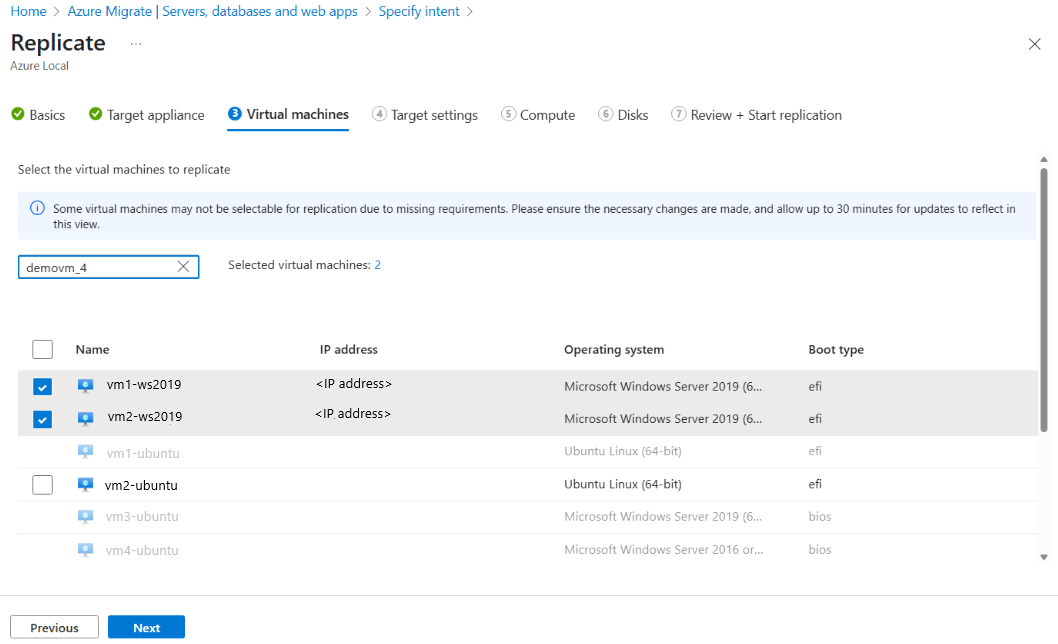 Home > Azure Migrate | Servers, databases and web apps > Specify intent >
Replicate ...
Azure Local
Basics Target appliance 3 Virtual machines 4 Target settings 5 Compute 6 Disks 7 Review + Start replication
Select the virtual machines to replicate
Some virtual machines may not be selectable for replication due to missing requirements. Please ensure the necessary changes are made, and allow up to 30 minutes for updates to reflect in
this view.
demovm_4 Selected virtual machines: 2
Name IP address Operating system Boot type
vm1-ws2019 <IP address> Microsoft Windows Server 2019 (6... efi
vm2-ws2019 <IP address> Microsoft Windows Server 2019 (6... efi
vm1-ubuntu Ubuntu Linux (64-bit) efi
vm2-ubuntu Ubuntu Linux (64-bit) efi
vm3-ubuntu Microsoft Windows Server 2019 (6... bios
vm4-ubuntu Microsoft Windows Server 2016 or... bios
Previous Next